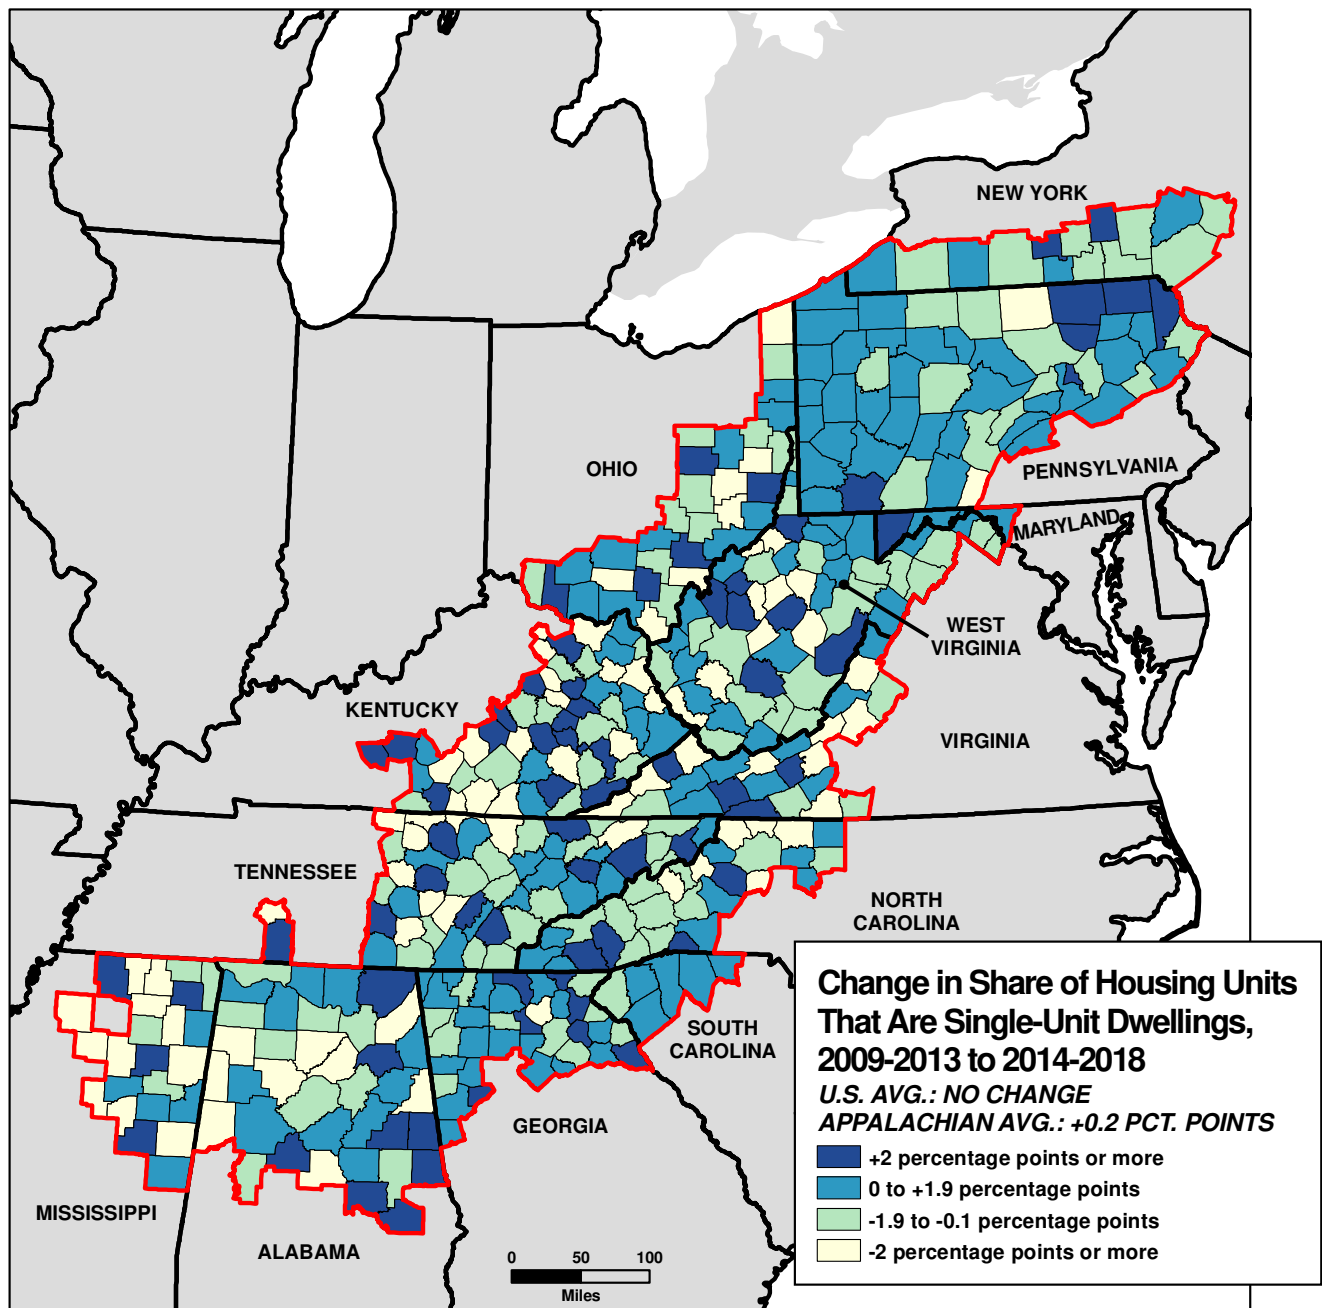 NEW YORK
OHIO
PENNSYLVANIA
MARYLAND
WEST
VIRGINIA
KENTUCKY
VIRGINIA
TENNESSEE
NORTH
CAROLINA
SOUTH
CAROLINA
GEORGIA
MISSISSIPPI
ALABAMA
0 50 100
Miles
Change in Share of Housing Units
That Are Single-Unit Dwellings,
2009-2013 to 2014-2018
U.S. AVG.: NO CHANGE
APPALACHIAN AVG.: +0.2 PCT. POINTS
+2 percentage points or more
0 to +1.9 percentage points
-1.9 to -0.1 percentage points
-2 percentage points or more